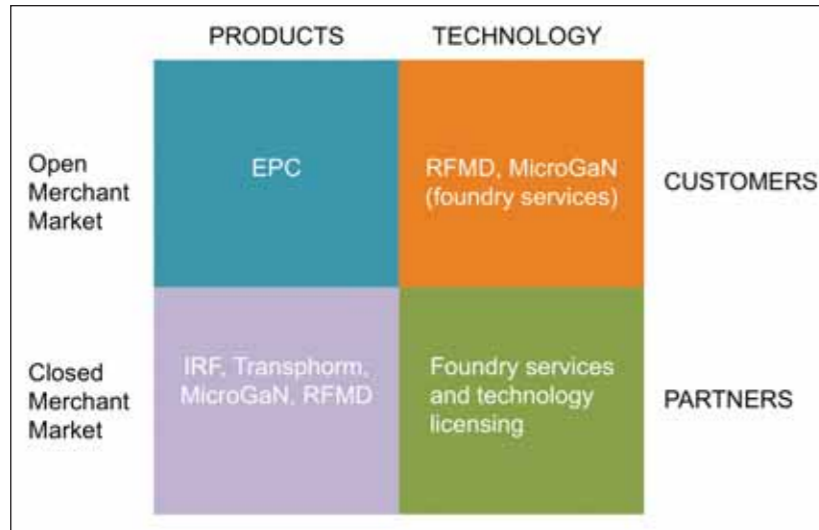 PRODUCTS TECHNOLOGY
Open
Merchant
Market
EPC
RFMD, MicroGaN
(foundry services)
CUSTOMERS
Closed
Merchant
Market
IRF, Transphorm,
MicroGaN, RFMD
Foundry services
and technology
licensing
PARTNERS